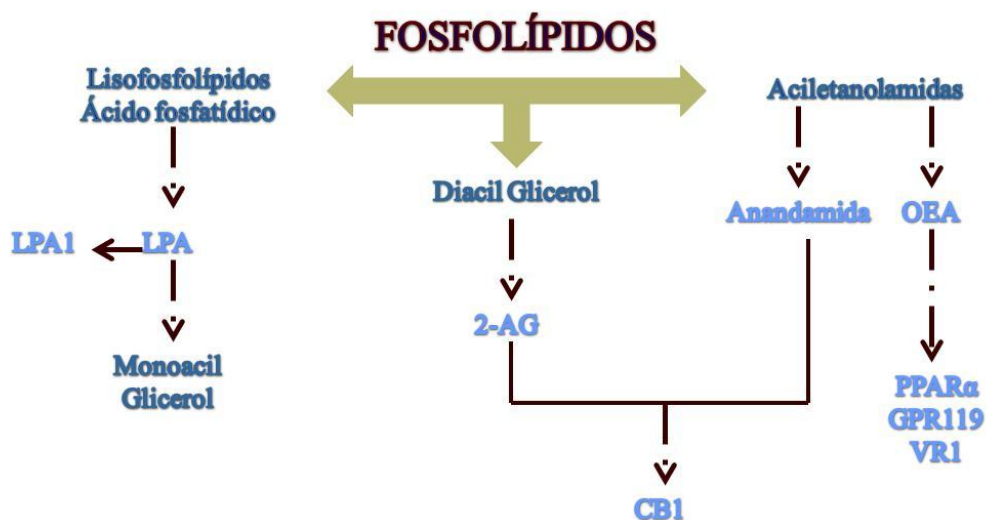 FOSFOLÍPIDOS
Lisofosfolípidos
Ácido fosfatídico
Aciletanolamidas
Diacil Glicerol
Anandamida
OEA
LPA1
LPA
2-AG
Monoacil
Glicerol
PPARα
GPR119
VR1
CB1